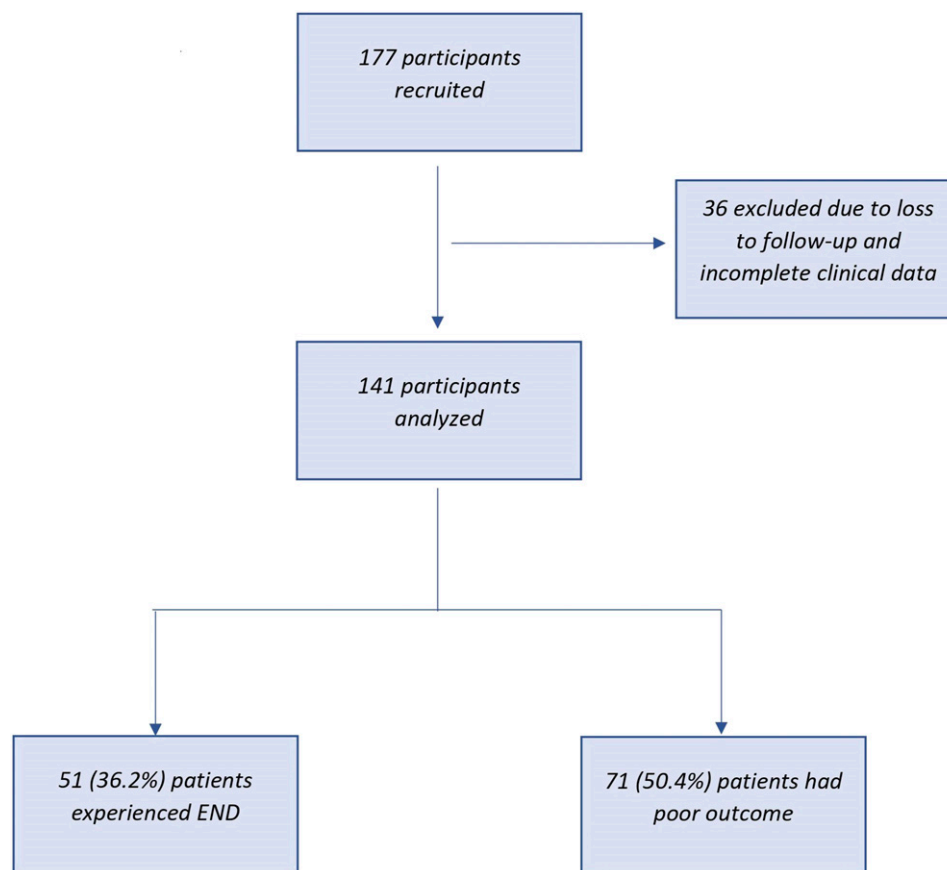 177 participants
recruited
36 excluded due to loss
to follow-up and
incomplete clinical data
141 participants
analyzed
51 (36.2%) patients
experienced END
71 (50.4%) patients had
poor outcome